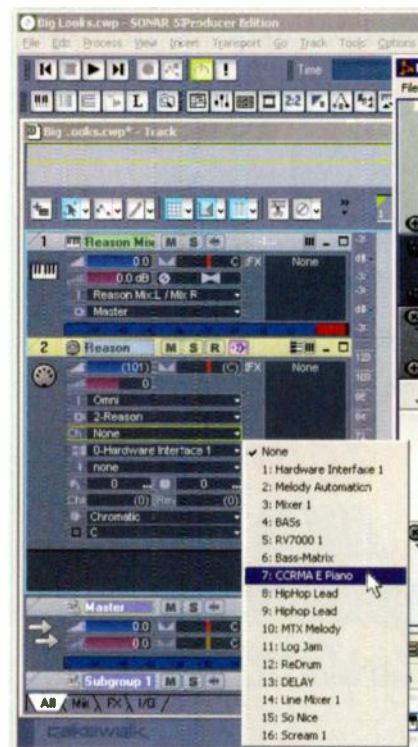 Big Looks.cwp - SONAR 5 Producer Edition
File Edit Process View Insert Transport Go Track Tools Options
Time
File
L
2:2
Big Looks.cwp* - Track
1
1 Reason Mix M S
0.0 C FX None
0.0 dB
Reason Mix:L / Mix R
Master
2 Reason M S R
(101) (C) FX None
0
Omni
2-Reason
Ch None
0-Hardware Interface 1
none
0 0
Chr (0) Rev (0)
Chromatic
C
None
1: Hardware Interface 1
2: Melody Automation
3: Mixer 1
4: BASs
5: RV7000 1
6: Bass-Matrix
7: CCRMA E Piano
8: HipHop Lead
9: Hiphop Lead
10: MTX Melody
11: Log Jam
12: ReDrum
13: DELAY
14: Line Mixer 1
15: So Nice
16: Scream 1
Master M S
0.0 C
0.0 C
Subgroup 1 M S
All Mix FX I/O
cakewalk